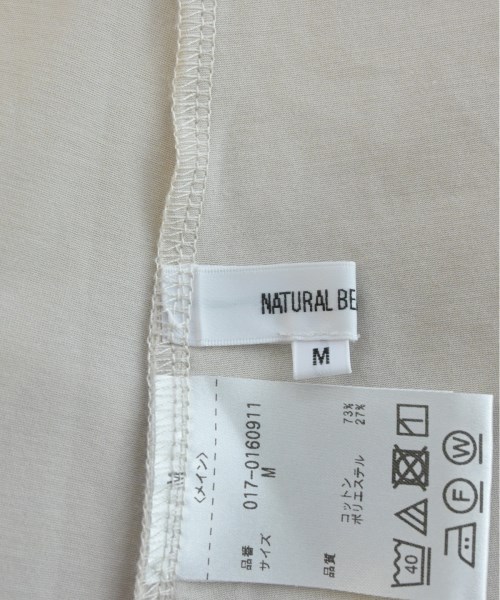 NATURAL BE
M
M
<メイン>
品番 017-0160911
サイズ M
品質 コットン 73%
ポリエステル 27%
40
F
W